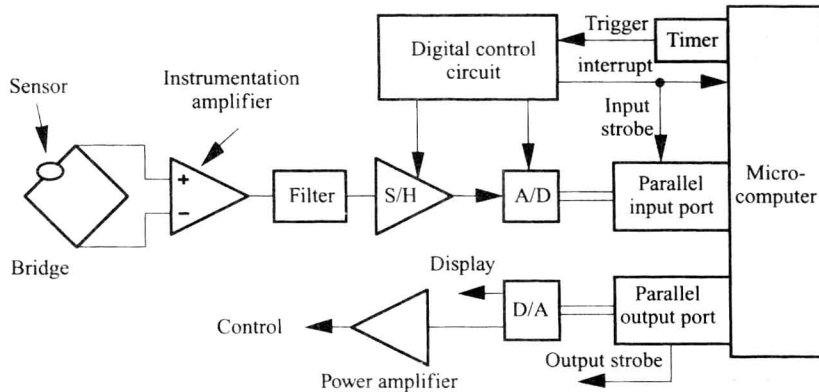 Trigger
Timer
Digital control
circuit
interrupt
Instrumentation
amplifier
Sensor
Input
strobe
+
−
Filter
S/H
A/D
Parallel
input port
Micro-
computer
Bridge
Display
D/A
Parallel
output port
Control
Output strobe
Power amplifier